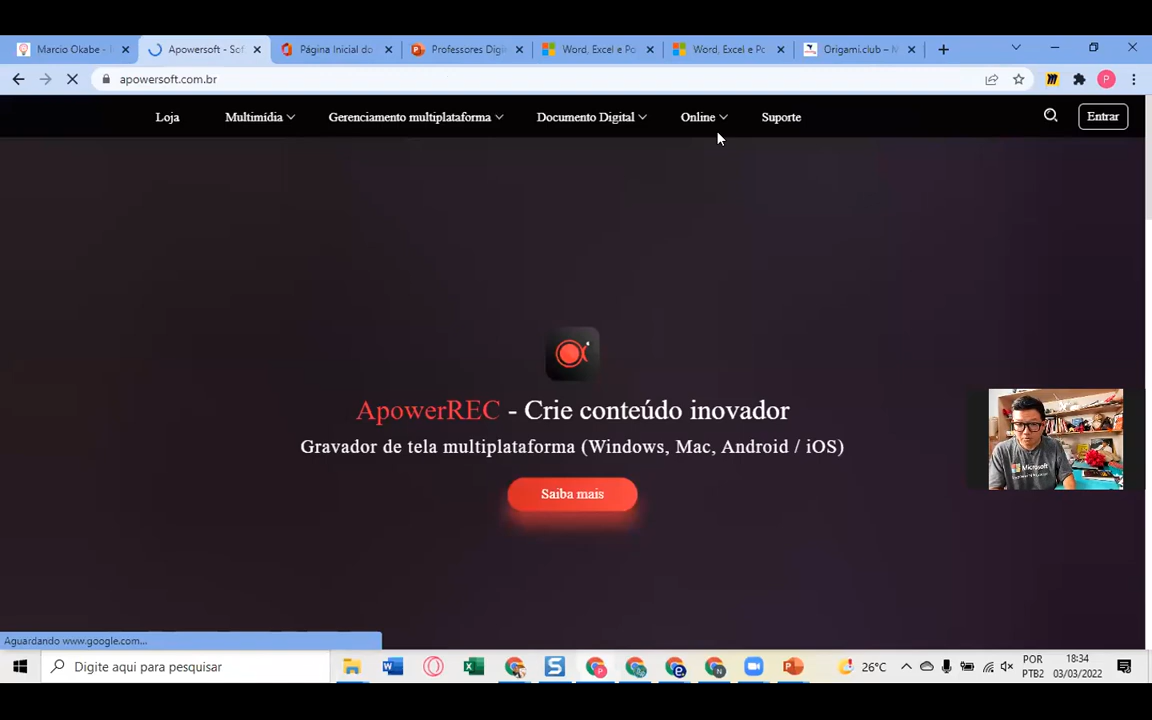 Marcio Okabe -
Apowersoft - Sof
Página Inicial do
Professores Digi
Word, Excel e Po
Word, Excel e Po
Origami.club – M
apowersoft.com.br
Loja
Multimídia
Gerenciamento multiplataforma
Documento Digital
Online
Suporte
Entrar
ApowerREC - Crie conteúdo inovador
Gravador de tela multiplataforma (Windows, Mac, Android / iOS)
Saiba mais
Microsoft
Aguardando www.google.com...
Digite aqui para pesquisar
26°C
POR
PTB2
18:34
03/03/2022